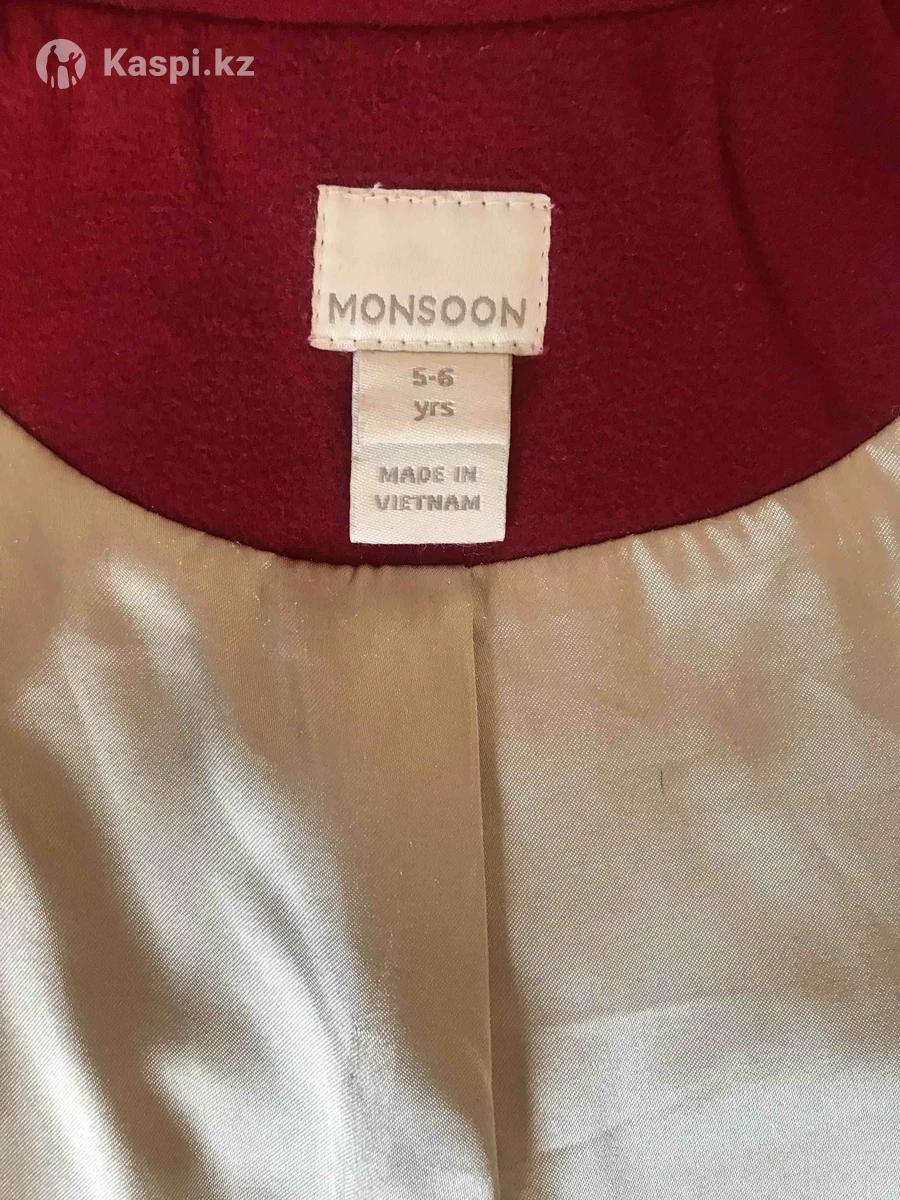 Kaspi.kz
MONSOON
5-6
yrs
MADE IN
VIETNAM